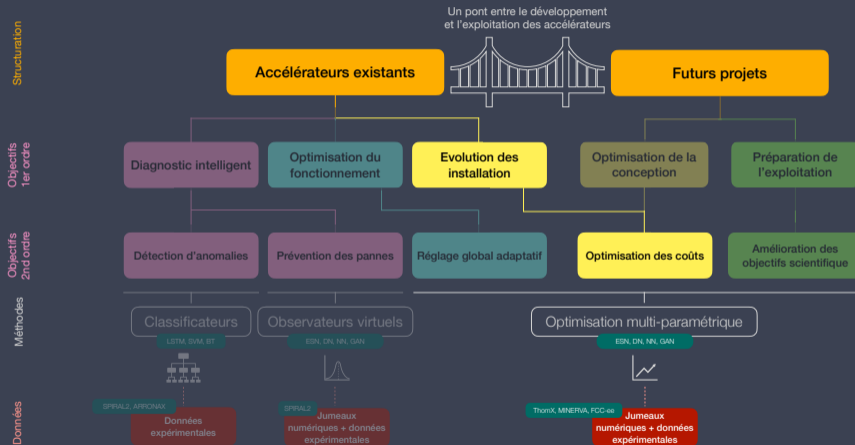 Un pont entre le développement
et l'exploitation des accélérateurs
Structuration
Accélérateurs existants
Futurs projets
Objectifs
1er ordre
Diagnostic intelligent
Optimisation du
fonctionnement
Evolution des
installation
Optimisation de la
conception
Préparation de
l'exploitation
Objectifs
2nd ordre
Détection d'anomalies
Prévention des pannes
Réglage global adaptatif
Optimisation des coûts
Amélioration des
objectifs scientifique
Méthodes
Classificateurs
Observateurs virtuels
Optimisation multi-paramétrique
LSTM, SVM, BT
ESN, DN, NN, GAN
ESN, DN, NN, GAN
Données
SPIRAL2, ARRONAX
Données
expérimentales
SPIRAL2
Jumeaux
numériques + données
expérimentales
ThomX, MINERVA, FCC-ee
Jumeaux
numériques + données
expérimentales